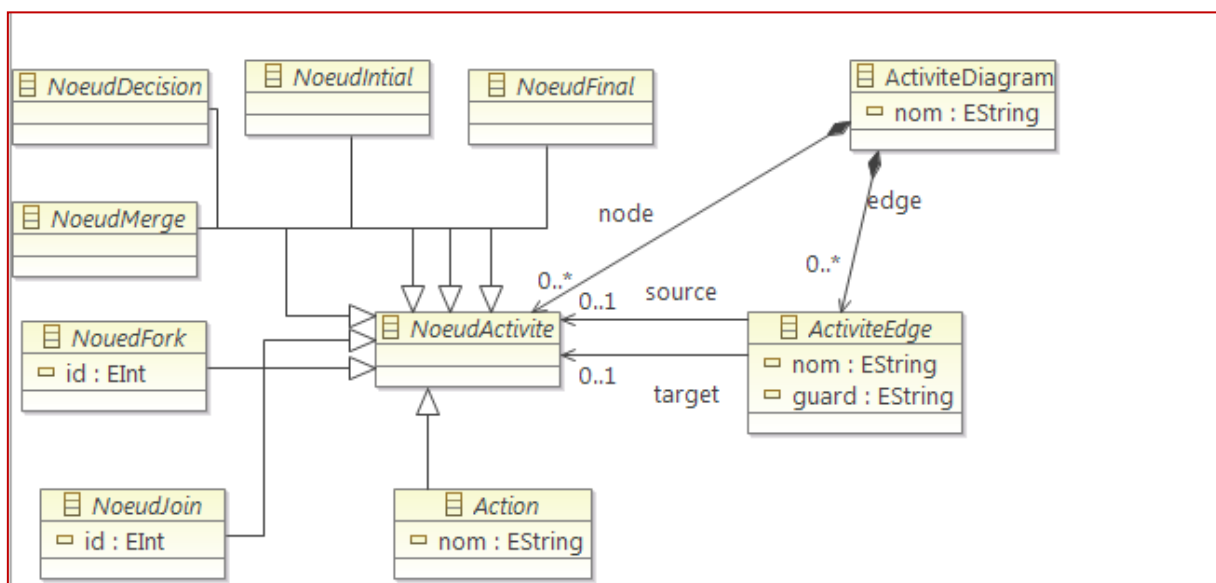 NoeudDecision
NoeudIntial
NoeudFinal
ActiviteDiagram
nom : EString
NoeudMerge
node
edge
0..*
0..*
source
0..1
NouedFork
id : EInt
NoeudActivite
ActiviteEdge
nom : EString
guard : EString
0..1
target
NoeudJoin
id : EInt
Action
nom : EString